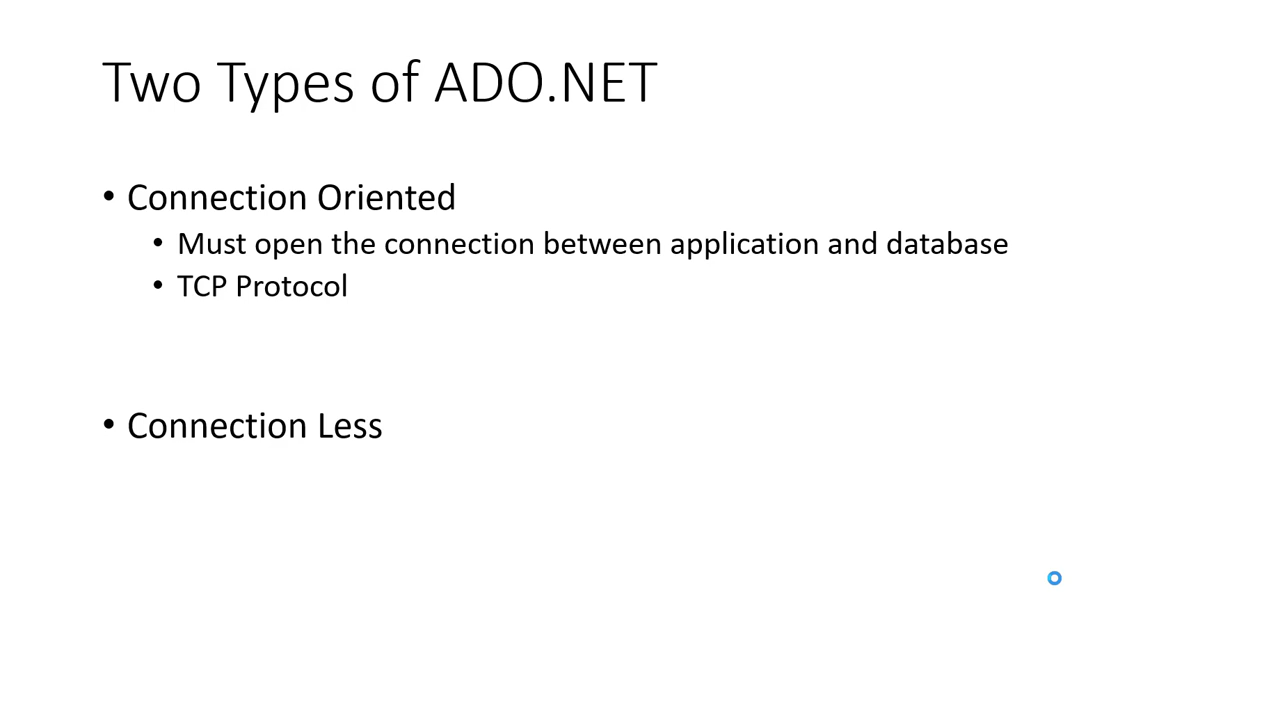 Two Types of ADO.NET
• Connection Oriented
• Must open the connection between application and database
• TCP Protocol
• Connection Less